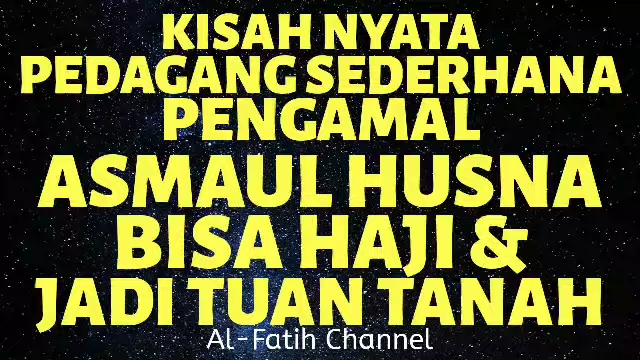 KISAH NYATA
PEDAGANG SEDERHANA
PENGAMAL
ASMAUL HUSNA
BISA HAJI &
JADI TUAN TANAH
Al-Fatih Channel